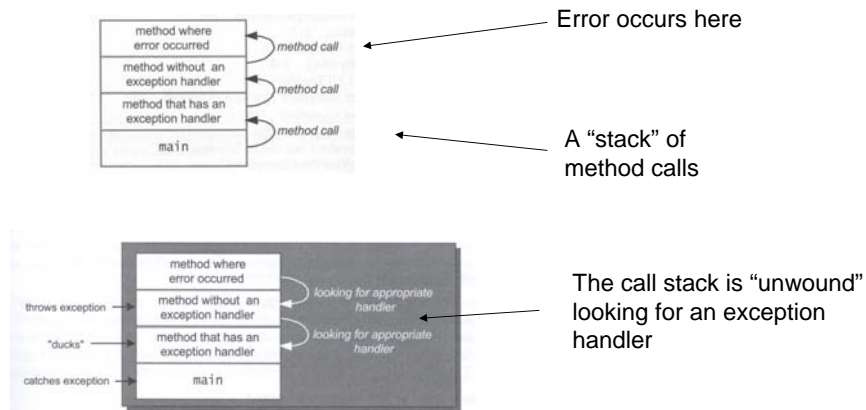 Error occurs here
method where
error occurred
method call
method without an
exception handler
method call
method that has an
exception handler
method call
main
A “stack” of
method calls
method where
error occurred
looking for appropriate
handler
throws exception
method without an
exception handler
looking for appropriate
handler
"ducks"
method that has an
exception handler
catches exception
main
The call stack is “unwound”
looking for an exception
handler